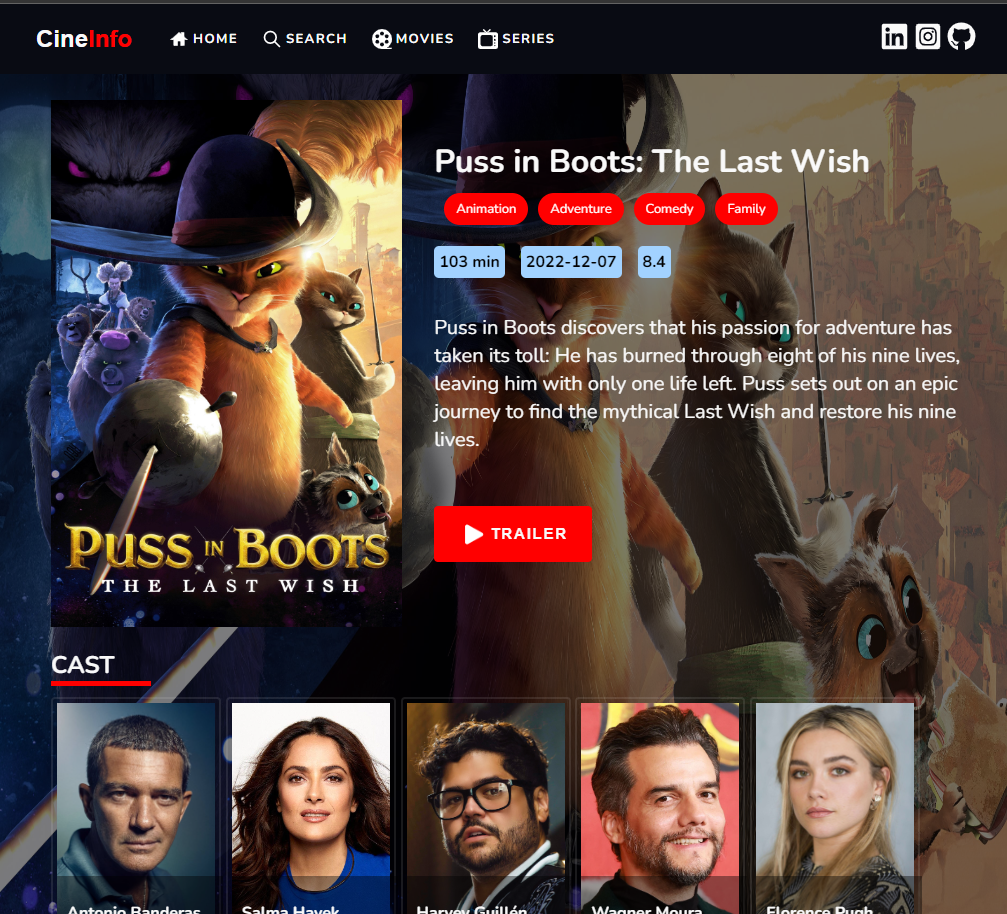 CineInfo HOME SEARCH MOVIES SERIES
Puss in Boots: The Last Wish
Animation Adventure Comedy Family
103 min 2022-12-07 8.4
Puss in Boots discovers that his passion for adventure has
taken its toll: He has burned through eight of his nine lives,
leaving him with only one life left. Puss sets out on an epic
journey to find the mythical Last Wish and restore his nine
lives.
TRAILER
PUSS IN BOOTS
THE LAST WISH
CAST
Antonio Banderas Salma Hayek Harvey Guillén Wagner Moura Florence Pugh